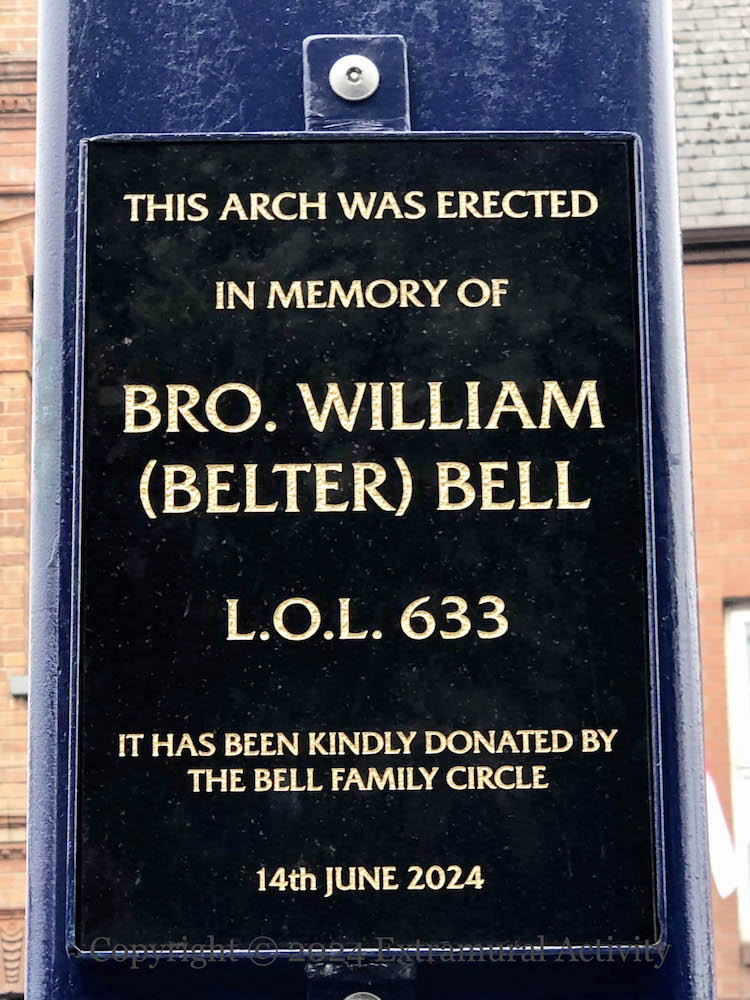 THIS ARCH WAS ERECTED
IN MEMORY OF
BRO. WILLIAM
(BELTER) BELL
L.O.L. 633
IT HAS BEEN KINDLY DONATED BY
THE BELL FAMILY CIRCLE
14th JUNE 2024
Copyright © 2024 Extramural Activity